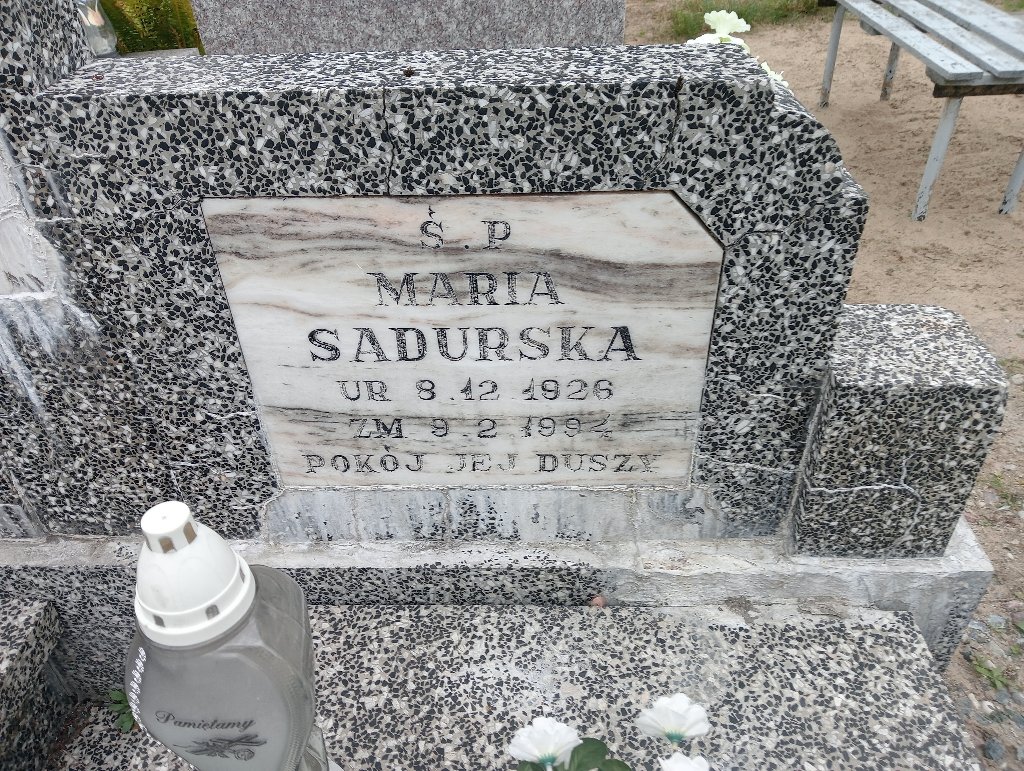 Ś.P
MARIA
SADURSKA
UR 8.12 1926
ZM 9.2 1994
POKÓJ JEJ DUSZY
Pamiętamy